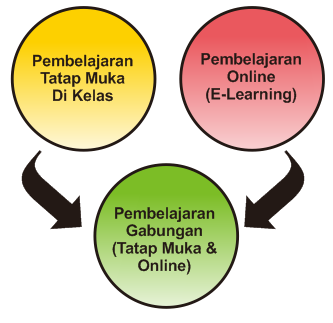 Pembelajaran
Tatap Muka
Di Kelas
Pembelajaran
Online
(E-Learning)
Pembelajaran
Gabungan
(Tatap Muka &
Online)